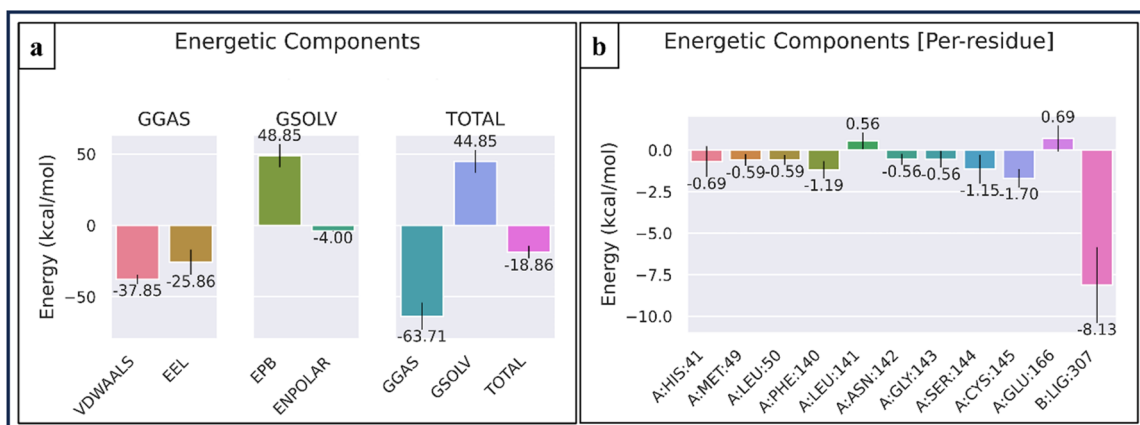 a
Energetic Components
GGAS
GSOLV
TOTAL
Energy (kcal/mol)
50
0
−50
-37.85
-25.86
48.85
-4.00
-63.71
44.85
-18.86
VDWAALS
EEL
EPB
ENPOLAR
GGAS
GSOLV
TOTAL
b
Energetic Components [Per-residue]
Energy (kcal/mol)
0.0
−2.5
−5.0
−7.5
−10.0
-0.69
-0.59
-0.59
-1.19
0.56
-0.56
-0.56
-1.15
-1.70
0.69
-8.13
A:HIS:41
A:MET:49
A:LEU:50
A:PHE:140
A:LEU:141
A:ASN:142
A:GLY:143
A:SER:144
A:CYS:145
A:GLU:166
B:LIG:307